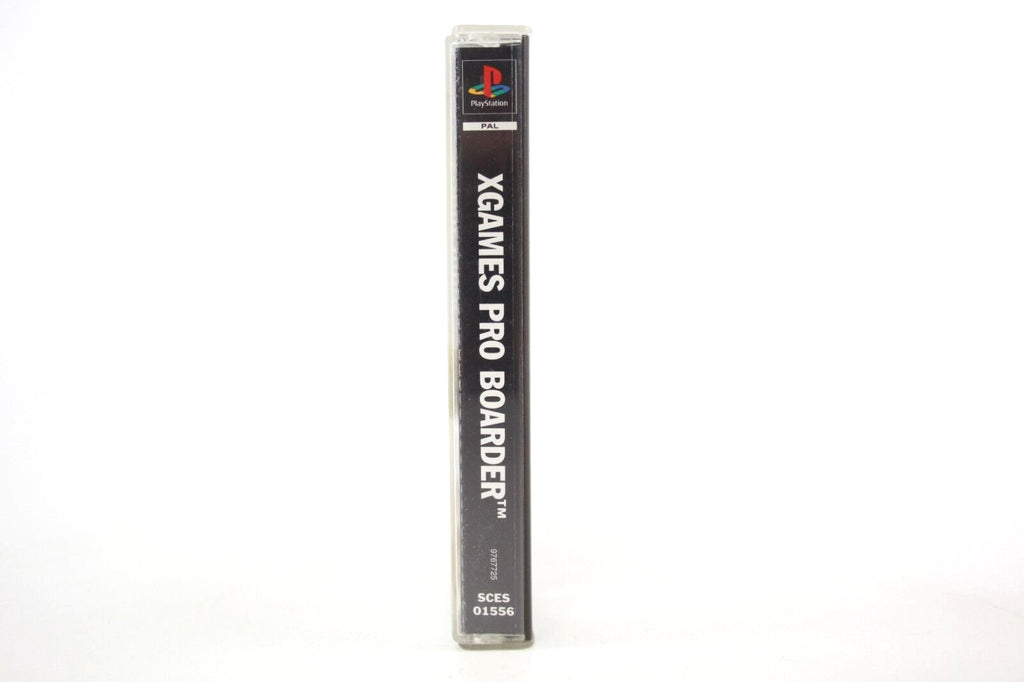 PlayStation
PAL
XGAMES PRO BOARDER™
9767725
SCES
01556